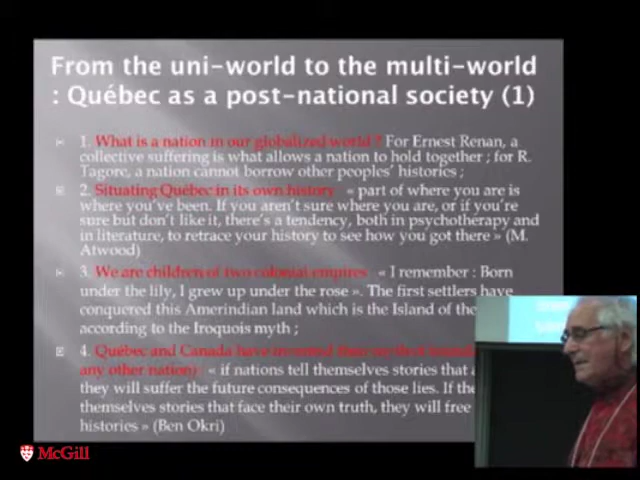 From the uni-world to the multi-world
: Québec as a post-national society (1)
1. What is a nation in our globalized world ? For Ernest Renan, a
collective suffering is what allows a nation to hold together ; for R.
Tagore, a nation cannot borrow other peoples' histories ;
2. Situating Québec in its own history « part of where you are is
where you've been. If you aren't sure where you are, or if you're
sure but don't like it, there's a tendency, both in psychotherapy and
in literature, to retrace your history to see how you got there » (M.
Atwood)
3. We are children of two colonial empires « I remember : Born
under the lily, I grew up under the rose ». The first settlers have
conquered this Amerindian land which is the Island of the
according to the Iroquois myth ;
4. Québec and Canada have invented their
any other nation) « if nations tell themselves stories that
they will suffer the future consequences of those lies. If the
themselves stories that face their own truth, they will free
histories » (Ben Okri)
McGill